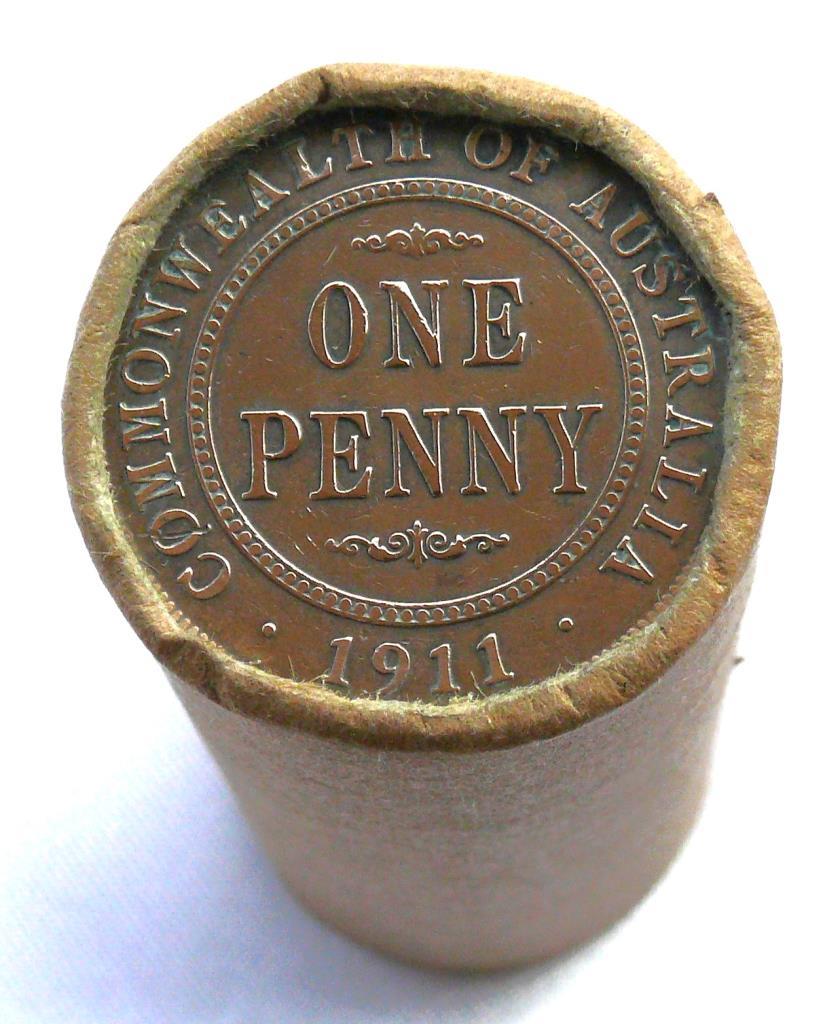 COMMONWEALTH OF AUSTRALIA
ONE
PENNY
· 1911 ·